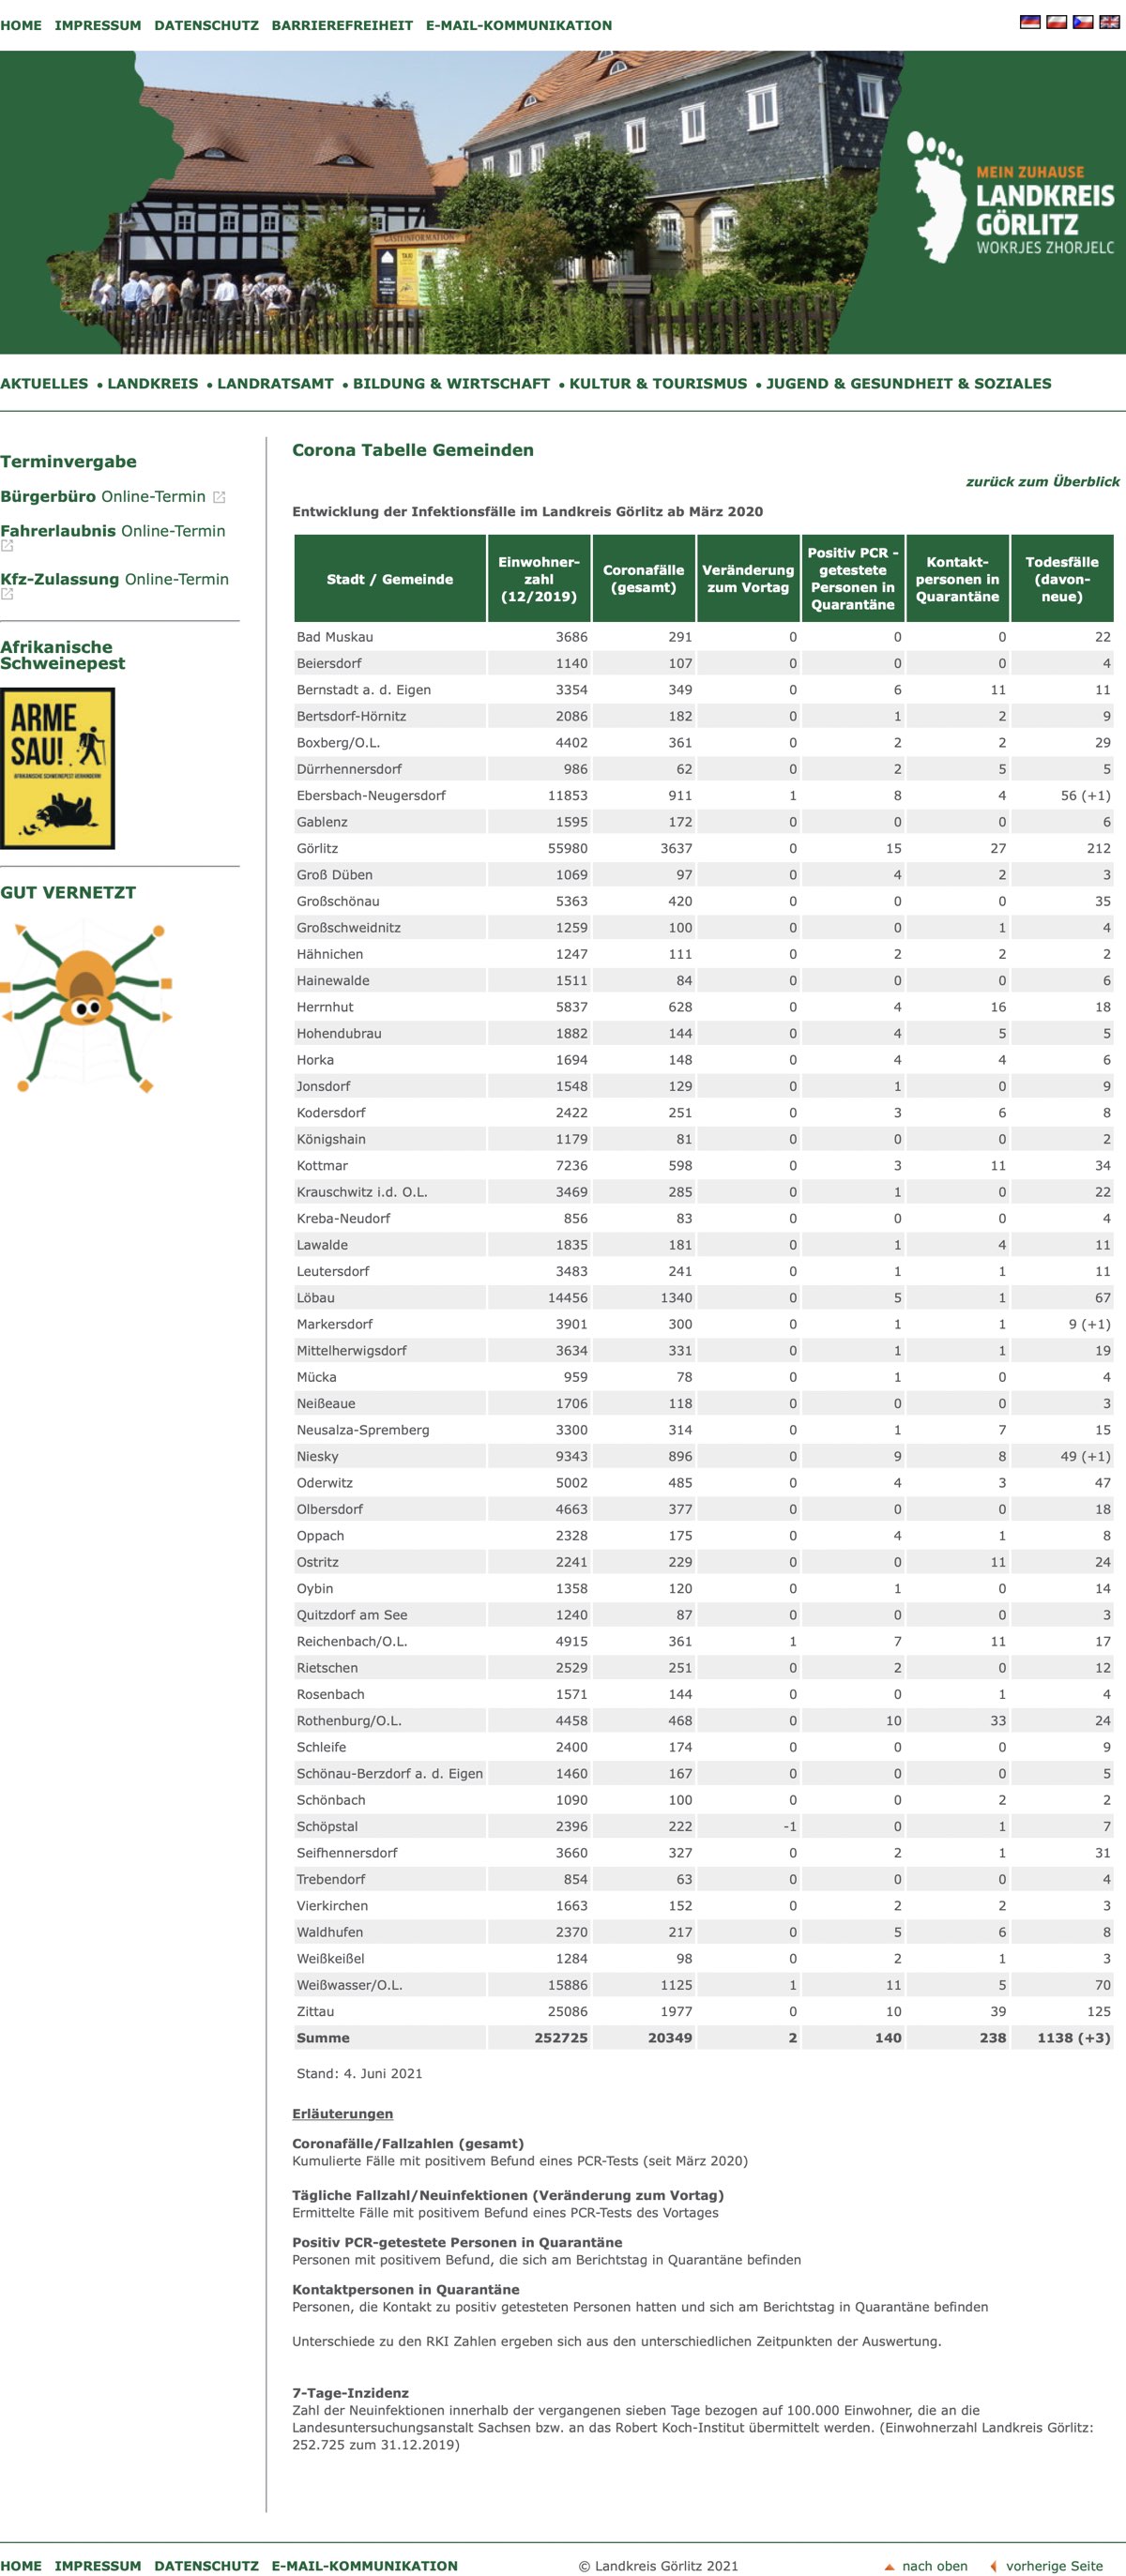 HOME IMPRESSUM DATENSCHUTZ BARRIEREFREIHEIT E-MAIL-KOMMUNIKATION
GÄSTEINFORMATION
MEIN ZUHAUSE
LANDKREIS
GÖRLITZ
WOKRJES ZHORJELC
AKTUELLES • LANDKREIS • LANDRATSAMT • BILDUNG & WIRTSCHAFT • KULTUR & TOURISMUS • JUGEND & GESUNDHEIT & SOZIALES
Terminvergabe
Bürgerbüro Online-Termin
Fahrerlaubnis Online-Termin
Kfz-Zulassung Online-Termin
Afrikanische
Schweinepest
ARME
SAU!
AFRIKANISCHE SCHWEINEPEST VERHINDERN!
GUT VERNETZT
Corona Tabelle Gemeinden
zurück zum Überblick
Entwicklung der Infektionsfälle im Landkreis Görlitz ab März 2020
Stadt / Gemeinde Einwohner-zahl (12/2019) Coronafälle (gesamt) Veränderung zum Vortag Positiv PCR - getestete Personen in Quarantäne Kontakt-personen in Quarantäne Todesfälle (davon-neue)
Bad Muskau 3686 291 0 0 0 22
Beiersdorf 1140 107 0 0 0 4
Bernstadt a. d. Eigen 3354 349 0 6 11 11
Bertsdorf-Hörnitz 2086 182 0 1 2 9
Boxberg/O.L. 4402 361 0 2 2 29
Dürrhennersdorf 986 62 0 2 5 5
Ebersbach-Neugersdorf 11853 911 1 8 4 56 (+1)
Gablenz 1595 172 0 0 0 6
Görlitz 55980 3637 0 15 27 212
Groß Düben 1069 97 0 4 2 3
Großschönau 5363 420 0 0 0 35
Großschweidnitz 1259 100 0 0 1 4
Hähnichen 1247 111 0 2 2 2
Hainewalde 1511 84 0 0 0 6
Herrnhut 5837 628 0 4 16 18
Hohendubrau 1882 144 0 4 5 5
Horka 1694 148 0 4 4 6
Jonsdorf 1548 129 0 1 0 9
Kodersdorf 2422 251 0 3 6 8
Königshain 1179 81 0 0 0 2
Kottmar 7236 598 0 3 11 34
Krauschwitz i.d. O.L. 3469 285 0 1 0 22
Kreba-Neudorf 856 83 0 0 0 4
Lawalde 1835 181 0 1 4 11
Leutersdorf 3483 241 0 1 1 11
Löbau 14456 1340 0 5 1 67
Markersdorf 3901 300 0 1 1 9 (+1)
Mittelherwigsdorf 3634 331 0 1 1 19
Mücka 959 78 0 1 0 4
Neißeaue 1706 118 0 0 0 3
Neusalza-Spremberg 3300 314 0 1 7 15
Niesky 9343 896 0 9 8 49 (+1)
Oderwitz 5002 485 0 4 3 47
Olbersdorf 4663 377 0 0 0 18
Oppach 2328 175 0 4 1 8
Ostritz 2241 229 0 0 11 24
Oybin 1358 120 0 1 0 14
Quitzdorf am See 1240 87 0 0 0 3
Reichenbach/O.L. 4915 361 1 7 11 17
Rietschen 2529 251 0 2 0 12
Rosenbach 1571 144 0 0 1 4
Rothenburg/O.L. 4458 468 0 10 33 24
Schleife 2400 174 0 0 0 9
Schönau-Berzdorf a. d. Eigen 1460 167 0 0 0 5
Schönbach 1090 100 0 0 2 2
Schöpstal 2396 222 -1 0 1 7
Seifhennersdorf 3660 327 0 2 1 31
Trebendorf 854 63 0 0 0 4
Vierkirchen 1663 152 0 2 2 3
Waldhufen 2370 217 0 5 6 8
Weißkeißel 1284 98 0 2 1 3
Weißwasser/O.L. 15886 1125 1 11 5 70
Zittau 25086 1977 0 10 39 125
Summe 252725 20349 2 140 238 1138 (+3)
Stand: 4. Juni 2021
Erläuterungen
Coronafälle/Fallzahlen (gesamt)
Kumulierte Fälle mit positivem Befund eines PCR-Tests (seit März 2020)
Tägliche Fallzahl/Neuinfektionen (Veränderung zum Vortag)
Ermittelte Fälle mit positivem Befund eines PCR-Tests des Vortages
Positiv PCR-getestete Personen in Quarantäne
Personen mit positivem Befund, die sich am Berichtstag in Quarantäne befinden
Kontaktpersonen in Quarantäne
Personen, die Kontakt zu positiv getesteten Personen hatten und sich am Berichtstag in Quarantäne befinden
Unterschiede zu den RKI Zahlen ergeben sich aus den unterschiedlichen Zeitpunkten der Auswertung.
7-Tage-Inzidenz
Zahl der Neuinfektionen innerhalb der vergangenen sieben Tage bezogen auf 100.000 Einwohner, die an die
Landesuntersuchungsanstalt Sachsen bzw. an das Robert Koch-Institut übermittelt werden. (Einwohnerzahl Landkreis Görlitz:
252.725 zum 31.12.2019)
HOME IMPRESSUM DATENSCHUTZ E-MAIL-KOMMUNIKATION © Landkreis Görlitz 2021 nach oben vorherige Seite